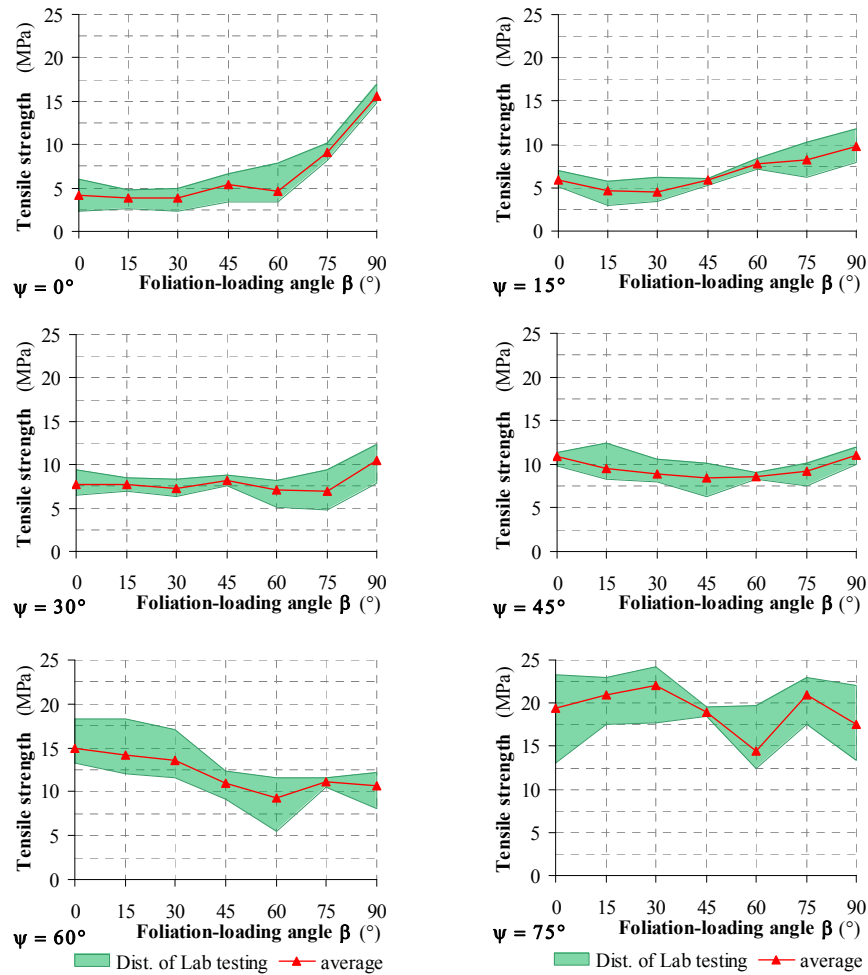 25
20
15
10
5
0
Tensile strength (MPa)
0 15 30 45 60 75 90
ψ = 0° Foliation-loading angle β (°)
25
20
15
10
5
0
Tensile strength (MPa)
0 15 30 45 60 75 90
ψ = 15° Foliation-loading angle β (°)
25
20
15
10
5
0
Tensile strength (MPa)
0 15 30 45 60 75 90
ψ = 30° Foliation-loading angle β (°)
25
20
15
10
5
0
Tensile strength (MPa)
0 15 30 45 60 75 90
ψ = 45° Foliation-loading angle β (°)
25
20
15
10
5
0
Tensile strength (MPa)
0 15 30 45 60 75 90
ψ = 60° Foliation-loading angle β (°)
Dist. of Lab testing average
25
20
15
10
5
0
Tensile strength (MPa)
0 15 30 45 60 75 90
ψ = 75° Foliation-loading angle β (°)
Dist. of Lab testing average